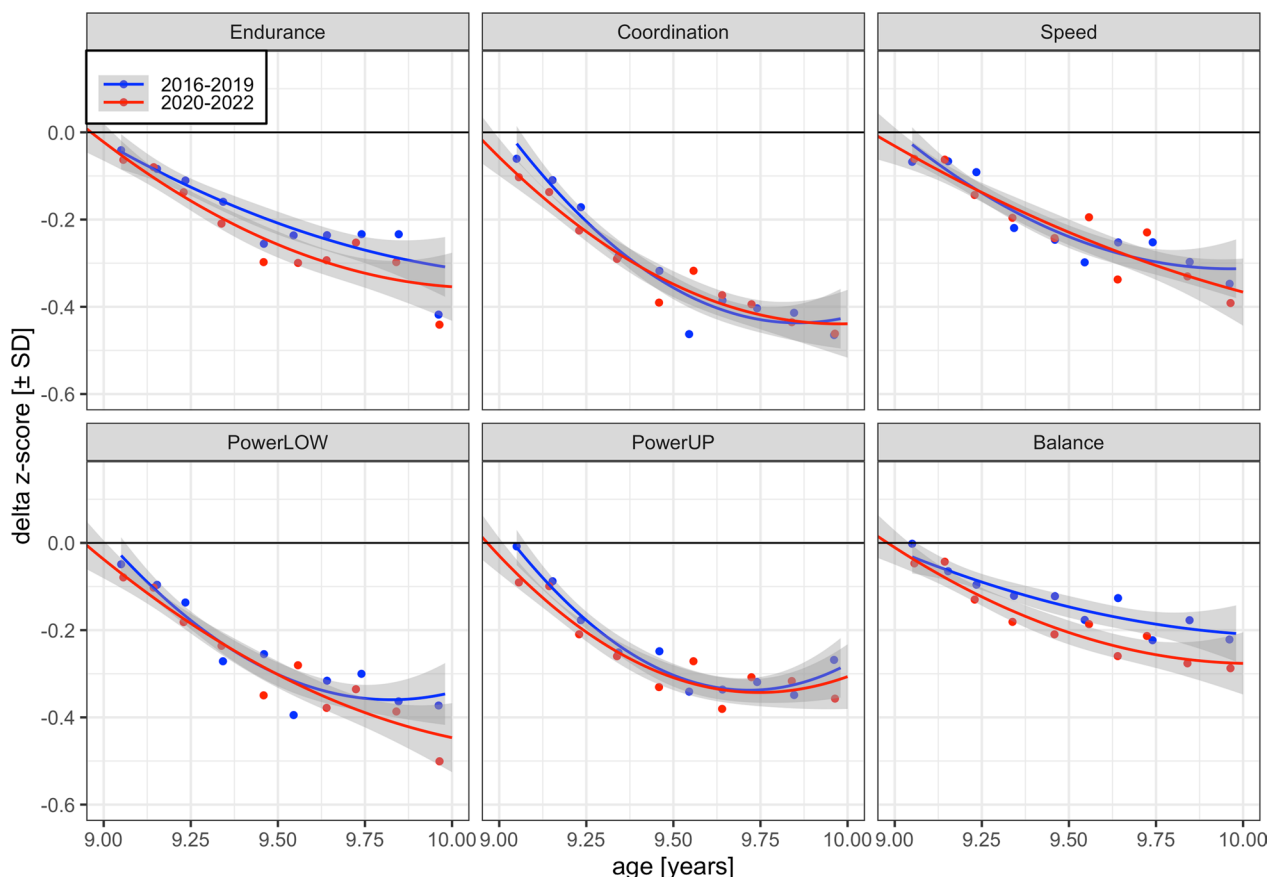 Endurance Coordination Speed
2016-2019
2020-2022
0.0
-0.2
-0.4
-0.6
delta z-score [± SD]
PowerLOW PowerUP Balance
0.0
-0.2
-0.4
-0.6
9.00 9.25 9.50 9.75 10.00 9.00 9.25 9.50 9.75 10.00 9.00 9.25 9.50 9.75 10.00
age [years]